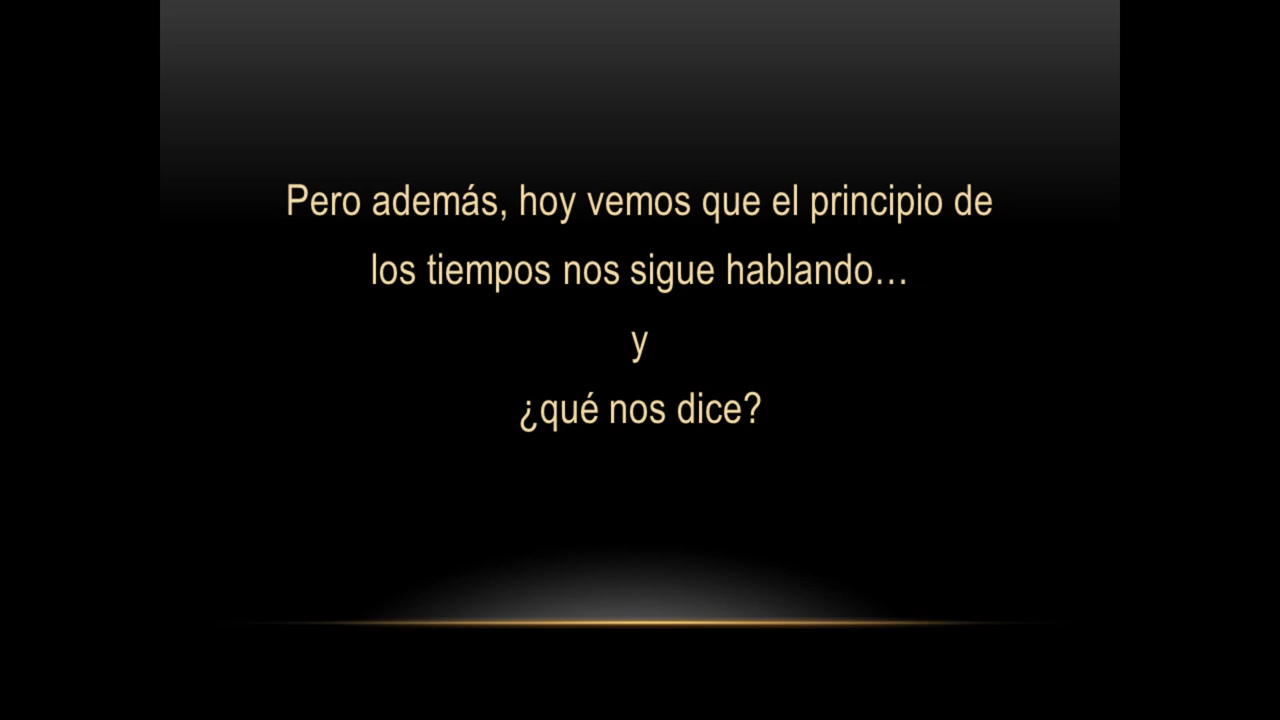 Pero además, hoy vemos que el principio de
los tiempos nos sigue hablando…
y
¿qué nos dice?